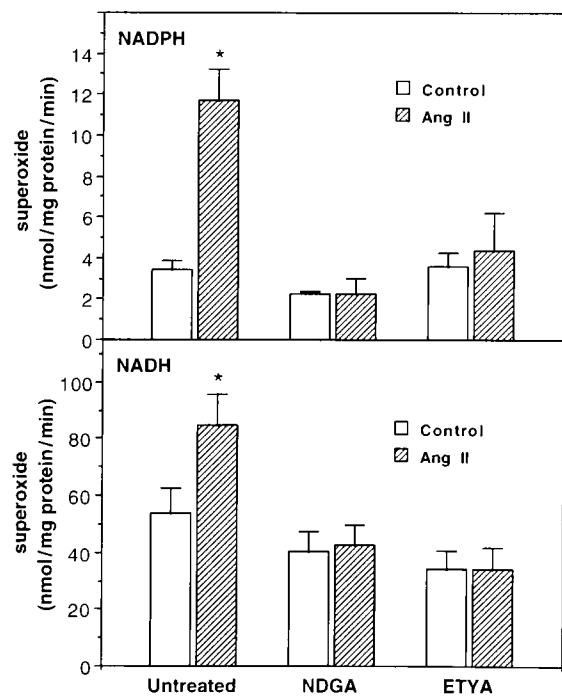 NADPH
*
14
12
10
8
6
4
2
0
superoxide
(nmol/mg protein/min)
Control
Ang II
NADH
*
100
80
60
40
20
0
superoxide
(nmol/mg protein/min)
Control
Ang II
Untreated NDGA ETYA